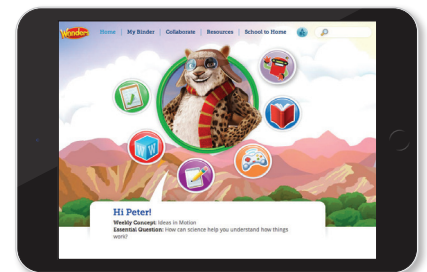 Wonders
Home | My Binder | Collaborate | Resources | School to Home
W W
Hi Peter!
Weekly Concept: Ideas in Motion
Essential Question: How can science help you understand how things
work?